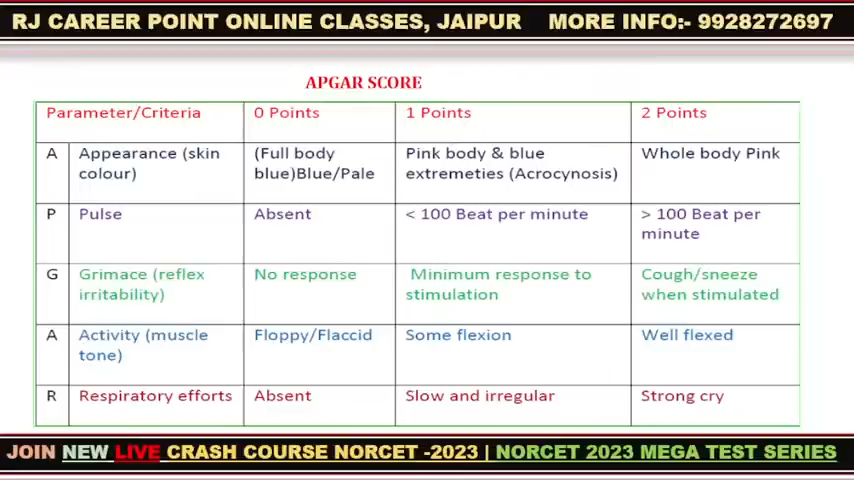 RJ CAREER POINT ONLINE CLASSES, JAIPUR MORE INFO:- 9928272697
APGAR SCORE
Parameter/Criteria 0 Points 1 Points 2 Points
A Appearance (skin colour) (Full body blue)Blue/Pale Pink body & blue extremeties (Acrocynosis) Whole body Pink
P Pulse Absent < 100 Beat per minute > 100 Beat per minute
G Grimace (reflex irritability) No response Minimum response to stimulation Cough/sneeze when stimulated
A Activity (muscle tone) Floppy/Flaccid Some flexion Well flexed
R Respiratory efforts Absent Slow and irregular Strong cry
JOIN NEW LIVE CRASH COURSE NORCET -2023 | NORCET 2023 MEGA TEST SERIES